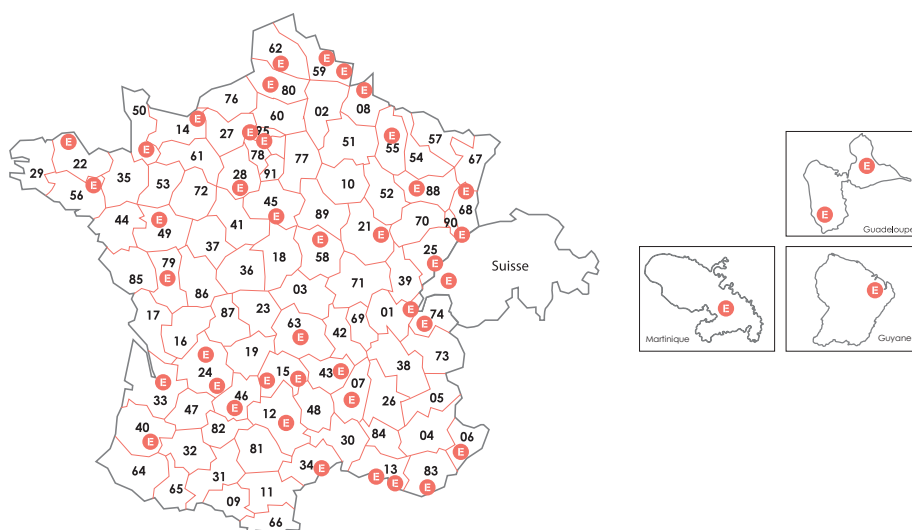 62
E
E
59
E
E
80
E
76
50
02
08
60
E
14
27
E
95
E
E
55
57
22
E
E
51
61
78
77
54
67
29
35
28
91
10
52
E
88
E
56
E
53
72
E
45
68
44
E
49
41
E
89
21
E
70
90
E
E
58
25
E
Suisse
37
18
79
E
85
36
71
39
E
86
03
17
87
23
01
E
74
E
63
E
42
69
16
E
24
E
19
E
15
E
43
E
07
E
38
73
33
E
46
E
47
12
E
48
26
05
40
E
82
84
04
06
E
32
81
30
64
31
34
E
13
E
E
83
E
65
09
11
66
E
E
Guadeloupe
E
Martinique
E
Guyane